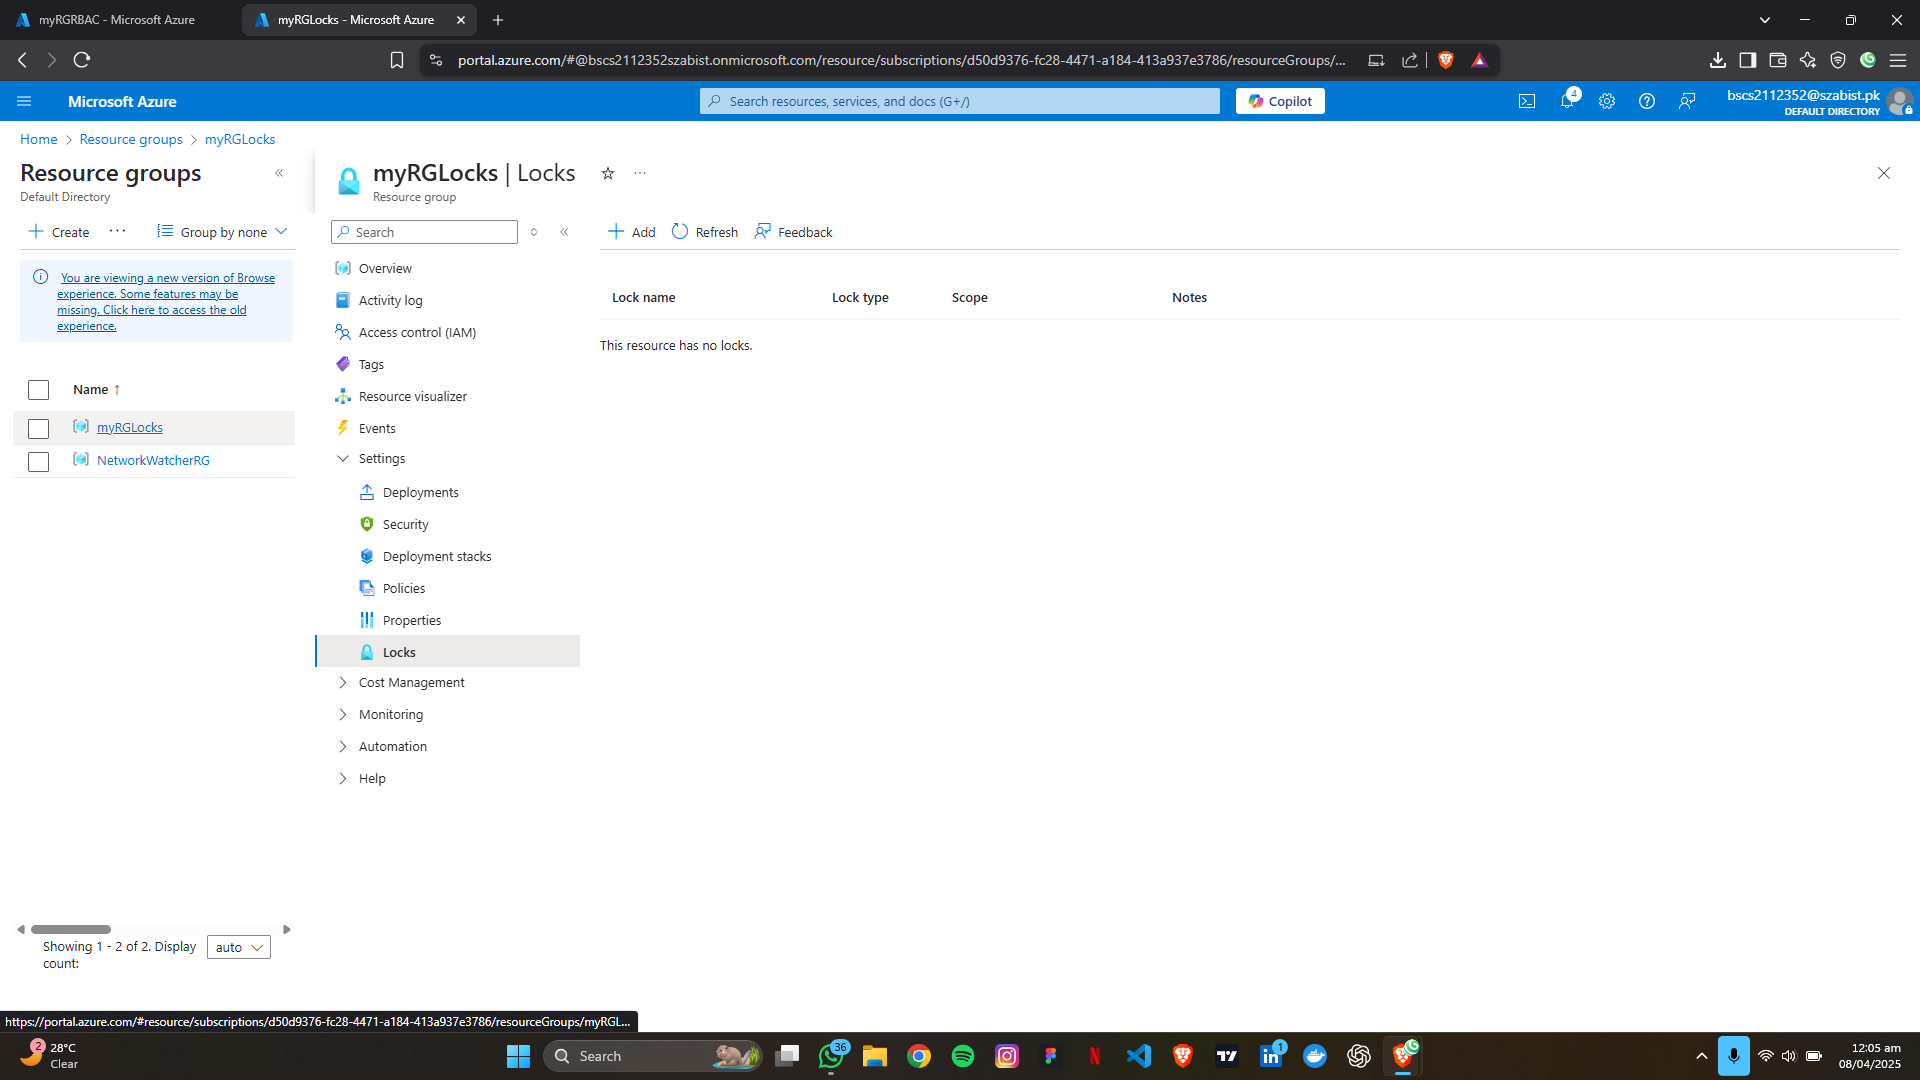 myRGRBAC - Microsoft Azure
myRGLocks - Microsoft Azure
portal.azure.com/#@bscs2112352szabist.onmicrosoft.com/resource/subscriptions/d50d9376-fc28-4471-a184-413a937e3786/resourceGroups/...
Microsoft Azure
Search resources, services, and docs (G+/)
Copilot
4
bscs2112352@szabist.pk
DEFAULT DIRECTORY
Home > Resource groups > myRGLocks
Resource groups
Default Directory
Create
Group by none
You are viewing a new version of Browse
experience. Some features may be
missing. Click here to access the old
experience.
Name ↑
myRGLocks
NetworkWatcherRG
Showing 1 - 2 of 2. Display
count:
auto
myRGLocks | Locks
Resource group
Search
Overview
Activity log
Access control (IAM)
Tags
Resource visualizer
Events
Settings
Deployments
Security
Deployment stacks
Policies
Properties
Locks
Cost Management
Monitoring
Automation
Help
Add
Refresh
Feedback
Lock name
Lock type
Scope
Notes
This resource has no locks.
https://portal.azure.com/#resource/subscriptions/d50d9376-fc28-4471-a184-413a937e3786/resourceGroups/myRGL...
2
28°C
Clear
Search
36
1
12:05 am
08/04/2025